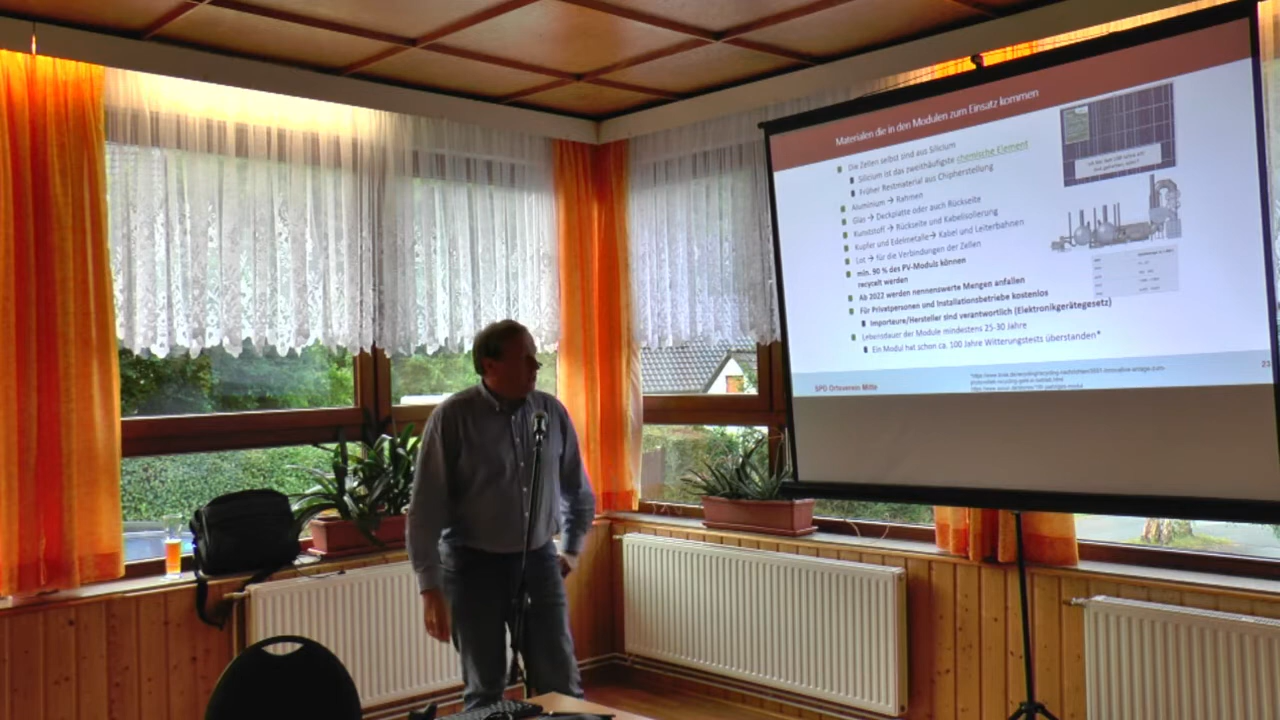 Materialen die in den Modulen zum Einsatz kommen
Die Zellen selbst sind aus Silicium
Silicium ist das zweithäufigste chemische Element
Früher Restmaterial aus Chipherstellung
Aluminium → Rahmen
Glas → Deckplatte oder auch Rückseite
Kunststoff → Rückseite und Kabelisolierung
Kupfer und Edelmetalle → Kabel und Leiterbahnen
Lot → für die Verbindungen der Zellen
min. 90 % des PV-Moduls können
recycelt werden
Ab 2022 werden nennenswerte Mengen anfallen
Für Privatpersonen und Installationsbetriebe kostenlos
Importeure/Hersteller sind verantwortlich (Elektronikgerätegesetz)
Lebensdauer der Module mindestens 25-30 Jahre
Ein Modul hat schon ca. 100 Jahre Witterungstests überstanden*
SPD Ortsverein Mitte
23